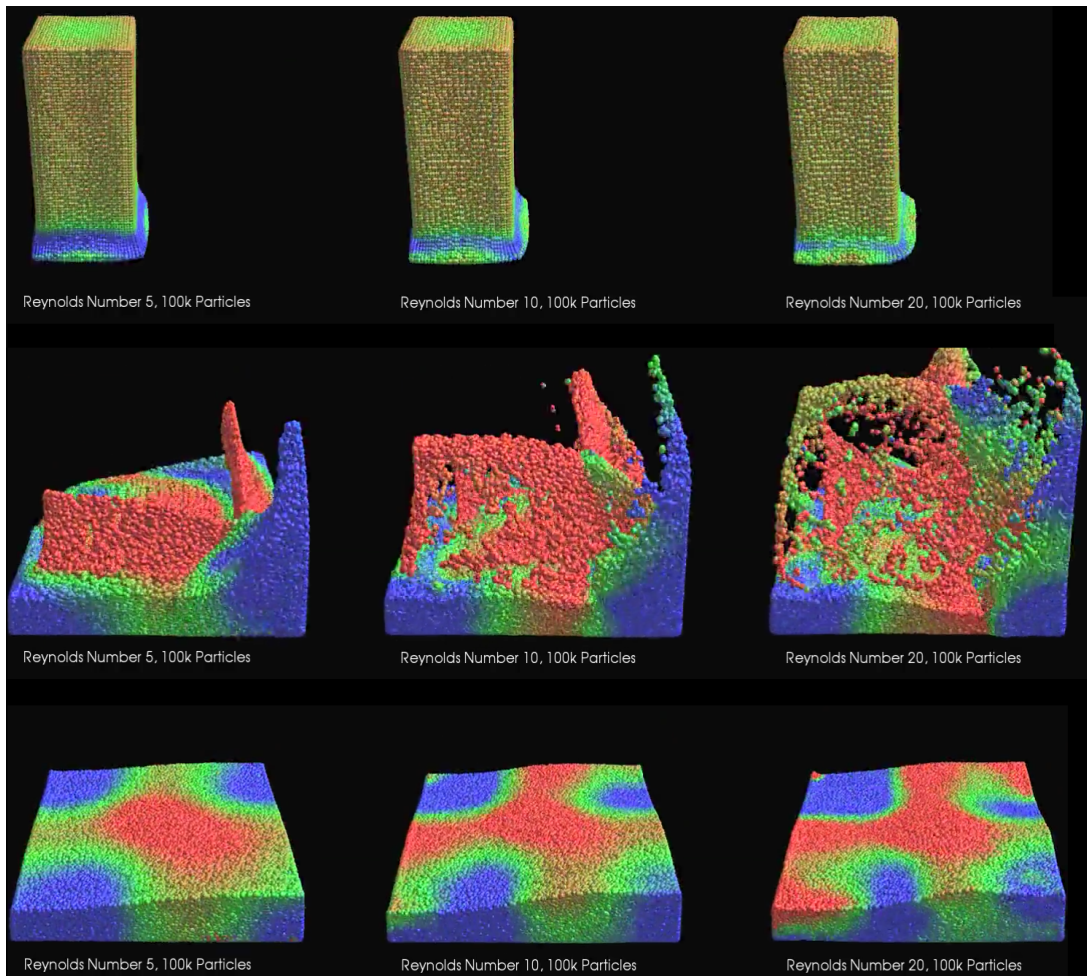 Reynolds Number 5, 100k Particles
Reynolds Number 10, 100k Particles
Reynolds Number 20, 100k Particles
Reynolds Number 5, 100k Particles
Reynolds Number 10, 100k Particles
Reynolds Number 20, 100k Particles
Reynolds Number 5, 100k Particles
Reynolds Number 10, 100k Particles
Reynolds Number 20, 100k Particles